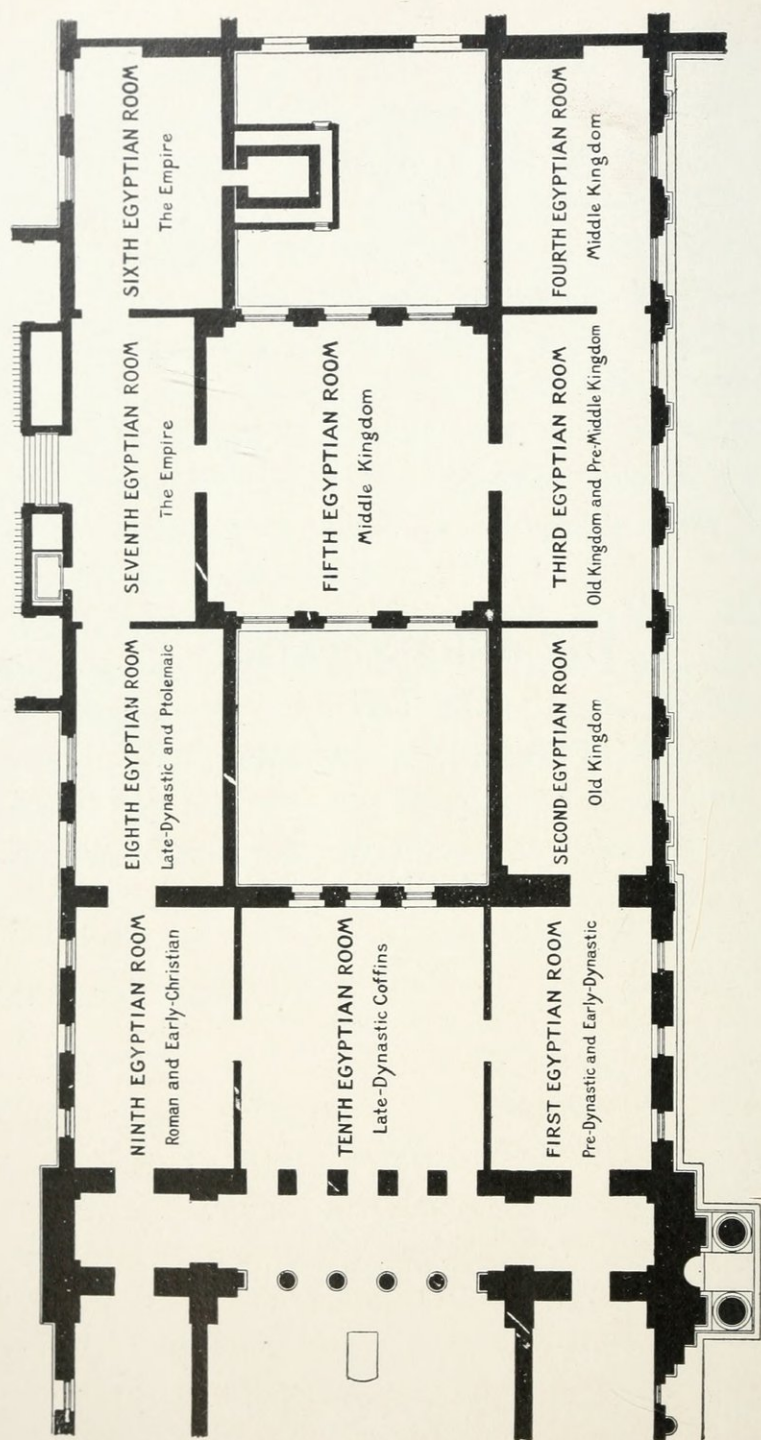 FIRST EGYPTIAN ROOM
Pre-Dynastic and Early-Dynastic
SECOND EGYPTIAN ROOM
Old Kingdom
THIRD EGYPTIAN ROOM
Old Kingdom and Pre-Middle Kingdom
FOURTH EGYPTIAN ROOM
Middle Kingdom
FIFTH EGYPTIAN ROOM
Middle Kingdom
SIXTH EGYPTIAN ROOM
The Empire
SEVENTH EGYPTIAN ROOM
The Empire
EIGHTH EGYPTIAN ROOM
Late-Dynastic and Ptolemaic
NINTH EGYPTIAN ROOM
Roman and Early-Christian
TENTH EGYPTIAN ROOM
Late-Dynastic Coffins